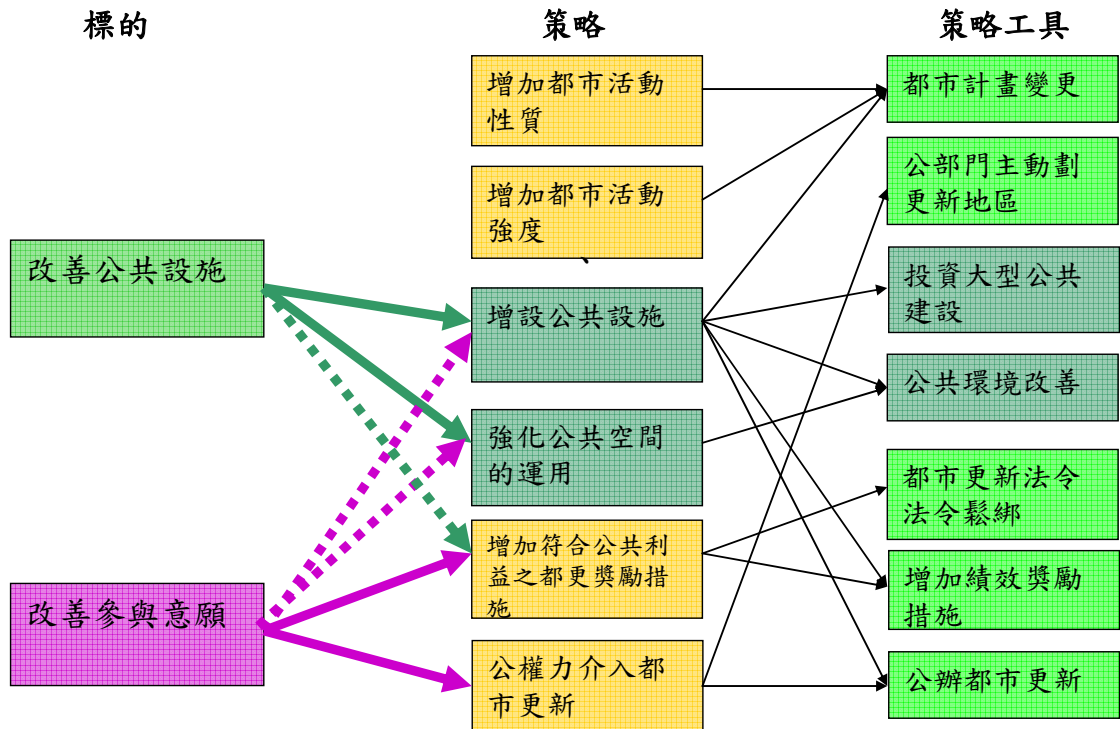 標的
策略
策略工具
改善公共設施
改善參與意願
增加都市活動
性質
增加都市活動
強度
、
增設公共設施
強化公共空間
的運用
增加符合公共利
益之都更獎勵措
施
公權力介入都
市更新
都市計畫變更
公部門主動劃
更新地區
投資大型公共
建設
公共環境改善
都市更新法令
法令鬆綁
增加績效獎勵
措施
公辦都市更新